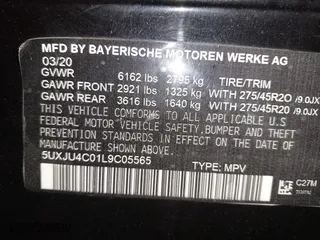 MFD BY BAYERISCHE MOTOREN WERKE AG
03/20
GVWR 6162 lbs 2795 kg TIRE/TRIM
GAWR FRONT 2921 lbs 1325 kg WITH 275/45R20 /9.0JX
GAWR REAR 3616 lbs 1640 kg WITH 275/45R20 /9.0JX
THIS VEHICLE CONFORMS TO ALL APPLICABLE
FEDERAL MOTOR VEHICLE SAFETY, BUMPER, AND
THEFT PREVENTION STANDARDS IN EFFECT ON
THE DATE OF MANUFACTURE SHOWN ABOVE.
5UXJU4C01L9C05565 TYPE: MPV
C27M